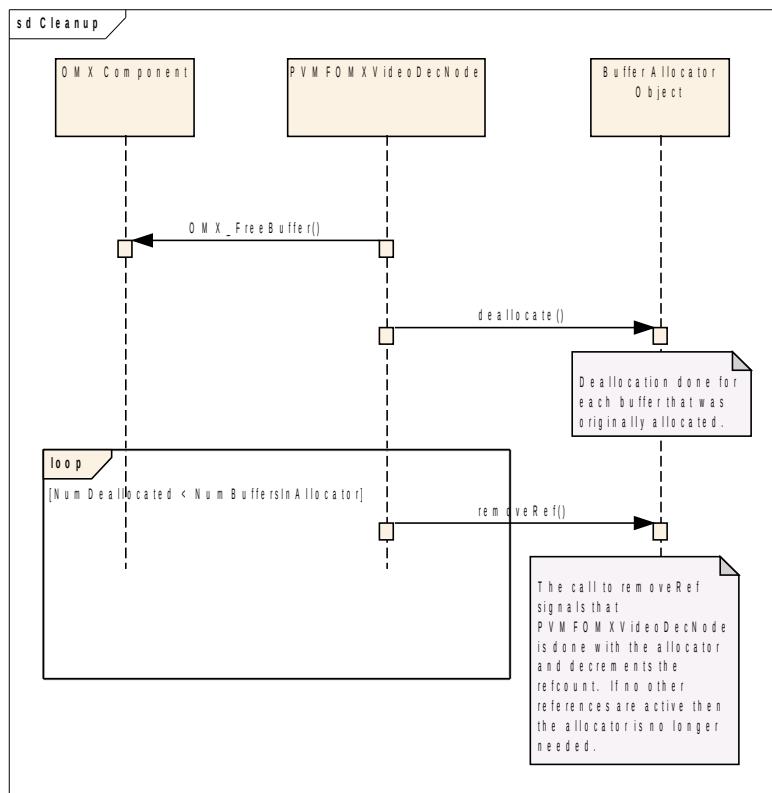 sd Cleanup
OMX Component
PVMFOMXVideoDecNode
BufferAllocator
Object
OMX_FreeBuffer()
deallocate()
Deallocation done for
each buffer that was
originally allocated.
loop
[NumDeallocated < NumBuffersInAllocator]
removeRef()
The call to removeRef
signals that
PVMFOMXVideoDecNode
is done with the allocator
and decrements the
refcount. If no other
references are active then
the allocator is no longer
needed.